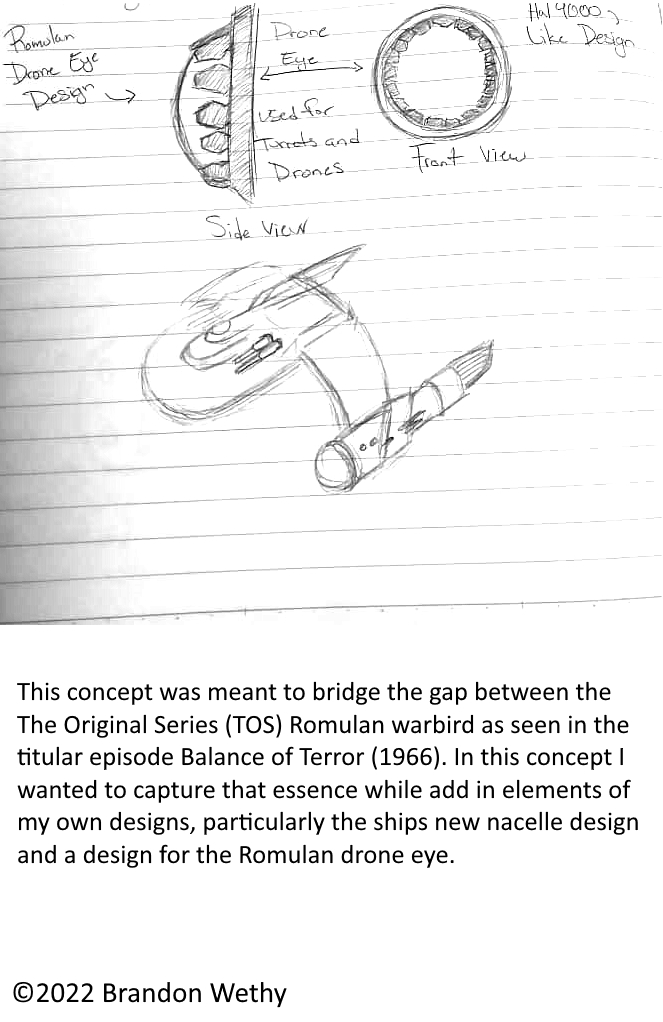 Romulan
Drone Eye
Design
Drone
Eye
used for
Turrets and
Drones
Side View
Hal 9000
Like Design
Front View
This concept was meant to bridge the gap between the
The Original Series (TOS) Romulan warbird as seen in the
titular episode Balance of Terror (1966). In this concept I
wanted to capture that essence while add in elements of
my own designs, particularly the ships new nacelle design
and a design for the Romulan drone eye.
©2022 Brandon Wethy